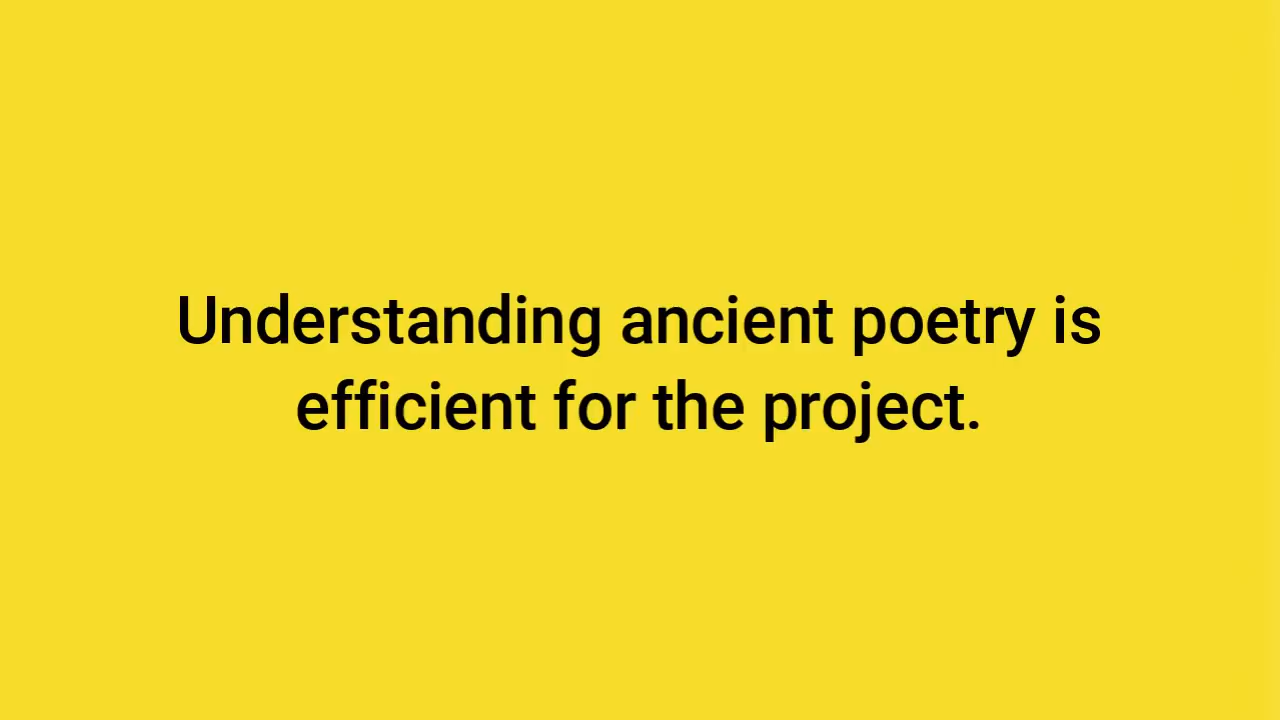 Understanding ancient poetry is
efficient for the project.